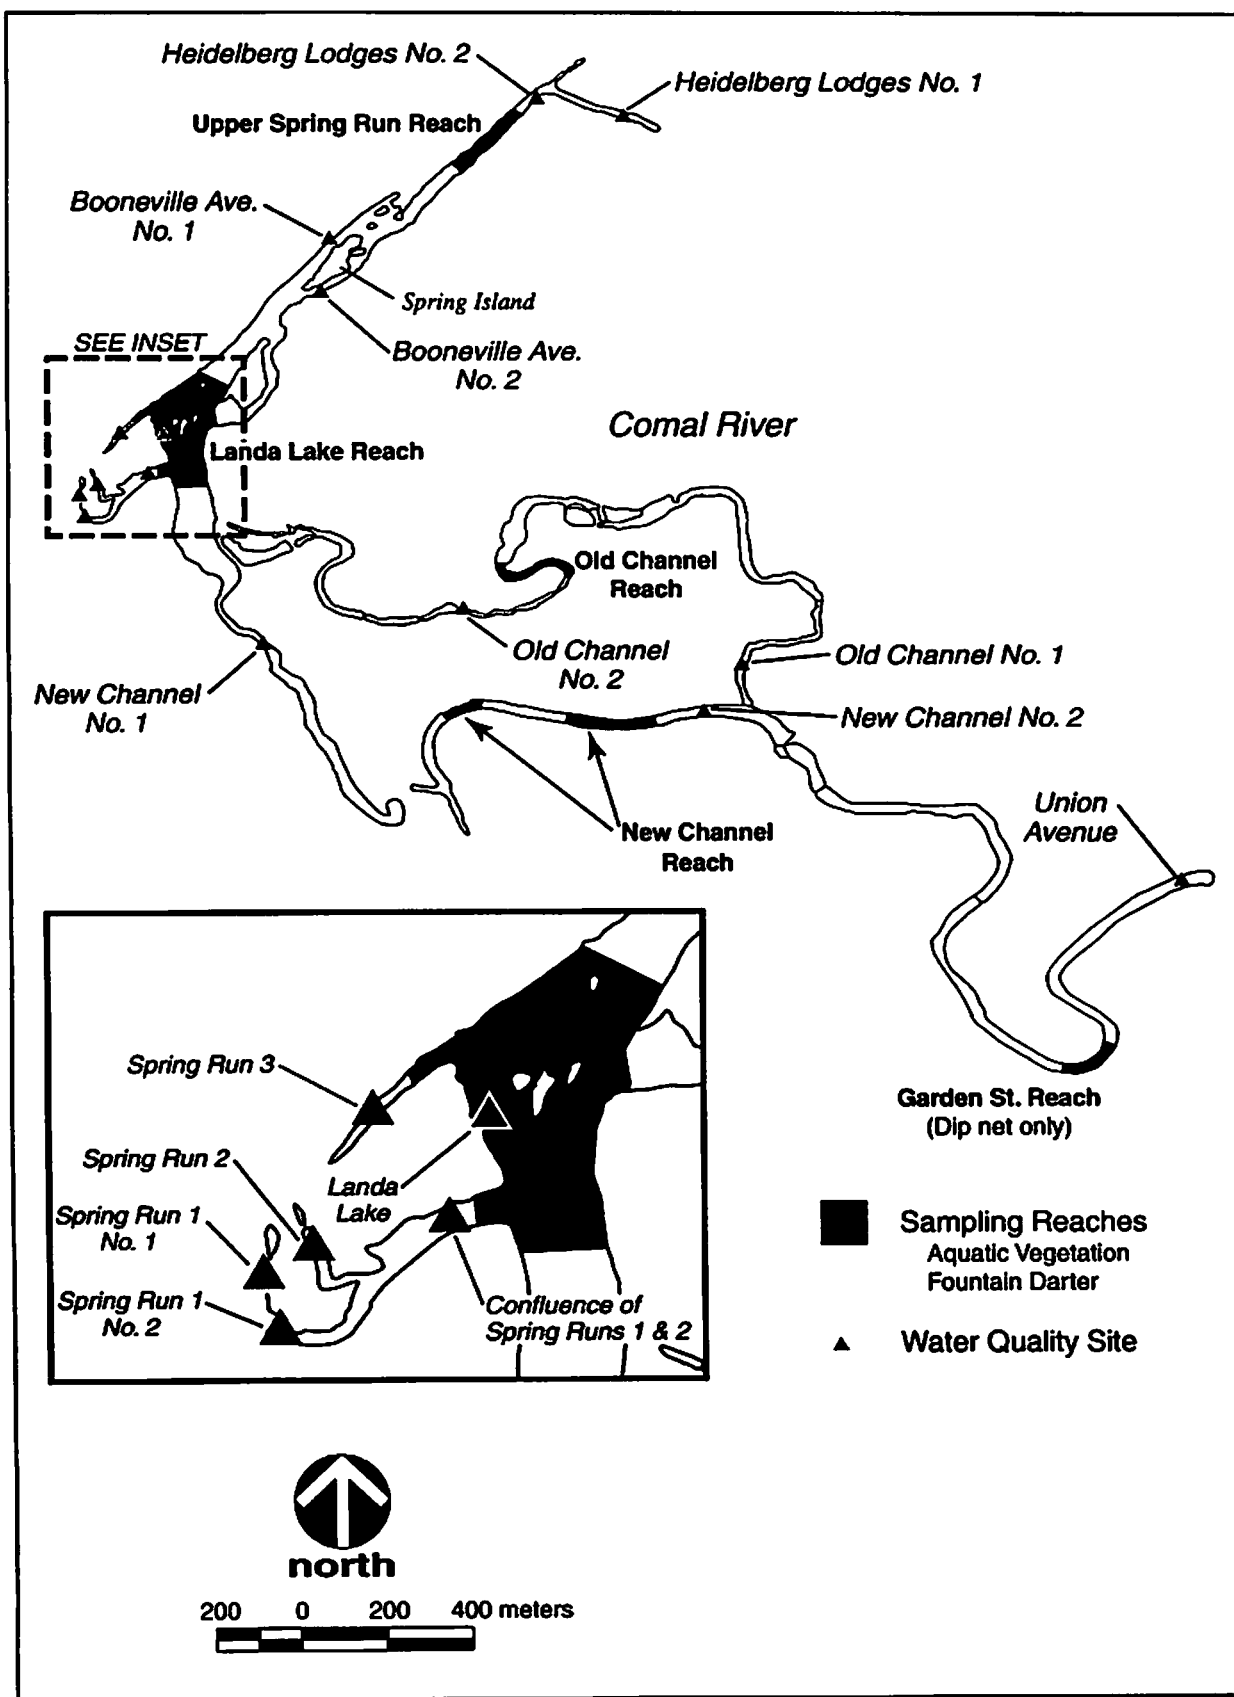 Heidelberg Lodges No. 2
Heidelberg Lodges No. 1
Upper Spring Run Reach
Booneville Ave.
No. 1
Spring Island
SEE INSET
Booneville Ave.
No. 2
Comal River
Landa Lake Reach
Old Channel
Reach
Old Channel
No. 2
Old Channel No. 1
New Channel
No. 1
New Channel No. 2
Union
Avenue
New Channel
Reach
Spring Run 3
Garden St. Reach
(Dip net only)
Spring Run 2
Landa
Lake
Spring Run 1
No. 1
Sampling Reaches
Aquatic Vegetation
Fountain Darter
Spring Run 1
No. 2
Confluence of
Spring Runs 1 & 2
Water Quality Site
north
200 0 200 400 meters